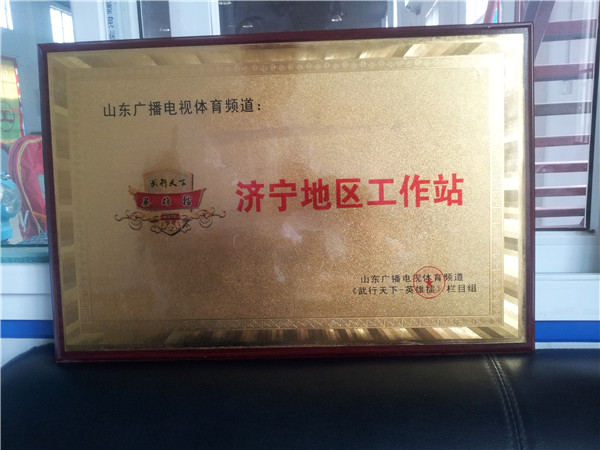 山东广播电视体育频道：
武行天下
英雄擂
济宁地区工作站
山东广播电视体育频道
《武行天下-英雄擂》栏目组